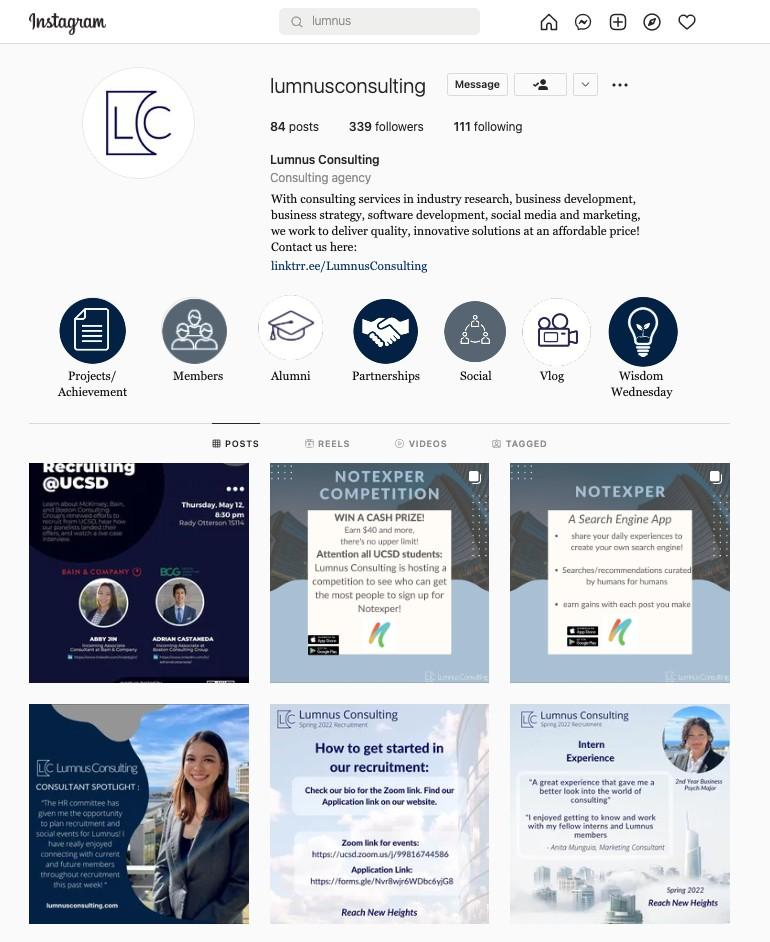 Instagram
lumnus
lumnusconsulting
Message
84 posts 339 followers 111 following
Lumnus Consulting
Consulting agency
With consulting services in industry research, business development,
business strategy, software development, social media and marketing,
we work to deliver quality, innovative solutions at an affordable price!
Contact us here:
linktrr.ee/LumnusConsulting
Projects/
Achievement
Members
Alumni
Partnerships
Social
Vlog
Wisdom
Wednesday
POSTS REELS VIDEOS TAGGED
Recruiting
@UCSD
Learn about McKinsey, Bain,
and Boston Consulting
Group's renewed efforts to
recruit from UCSD, hear how
our panelists landed their
offers, and watch a live case
interview.
Thursday, May 12,
8:30 pm
Rady Otterson 1S114
BAIN & COMPANY
BCG
ABBY JIN
Incoming Associate
Consultant at Bain & Company
ADRIAN CASTANEDA
Incoming Associate at
Boston Consulting Group
NOTEXPER
COMPETITION
WIN A CASH PRIZE!
Earn $40 and more,
there's no upper limit!
Attention all UCSD students:
Lumnus Consulting is hosting a
competition to see who can get
the most people to sign up for
Notexper!
App Store
Google Play
LC Lumnus Consulting
NOTEXPER
A Search Engine App
• share your daily experiences to
create your own search engine!
• Searches/recommendations curated
by humans for humans
• earn gains with each post you make
App Store
Google Play
LC Lumnus Consulting
LC Lumnus Consulting
CONSULTANT SPOTLIGHT :
"The HR committee has
given me the opportunity
to plan recruitment and
social events for Lumnus! I
have really enjoyed
connecting with current
and future members
throughout recruitment
this past week! "
lumnusconsulting.com
LC Lumnus Consulting
Spring 2022 Recruitment
How to get started in
our recruitment:
Check our bio for the Zoom link. Find our
Application link on our website.
Zoom link for events:
https://ucsd.zoom.us/j/99816744586
Application Link:
https://forms.gle/Nvr8wjr6WDbc6yjG8
Reach New Heights
LC Lumnus Consulting
Spring 2022 Recruitment
Intern
Experience
2nd Year Business
Psych Major
"A great experience that gave me a
better look into the world of
consulting"
"I enjoyed getting to know and work
with my fellow interns and Lumnus
members
- Anita Munguia, Marketing Consultant
Spring 2022
Reach New Heights